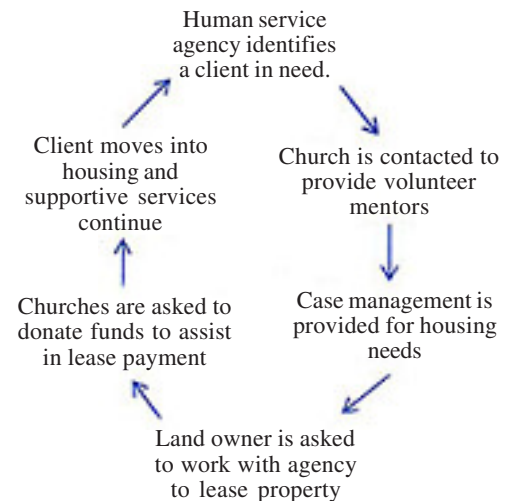 Human service
agency identifies
a client in need.
Church is contacted to
provide volunteer
mentors
Case management is
provided for housing
needs
Land owner is asked
to work with agency
to lease property
Churches are asked to
donate funds to assist
in lease payment
Client moves into
housing and
supportive services
continue